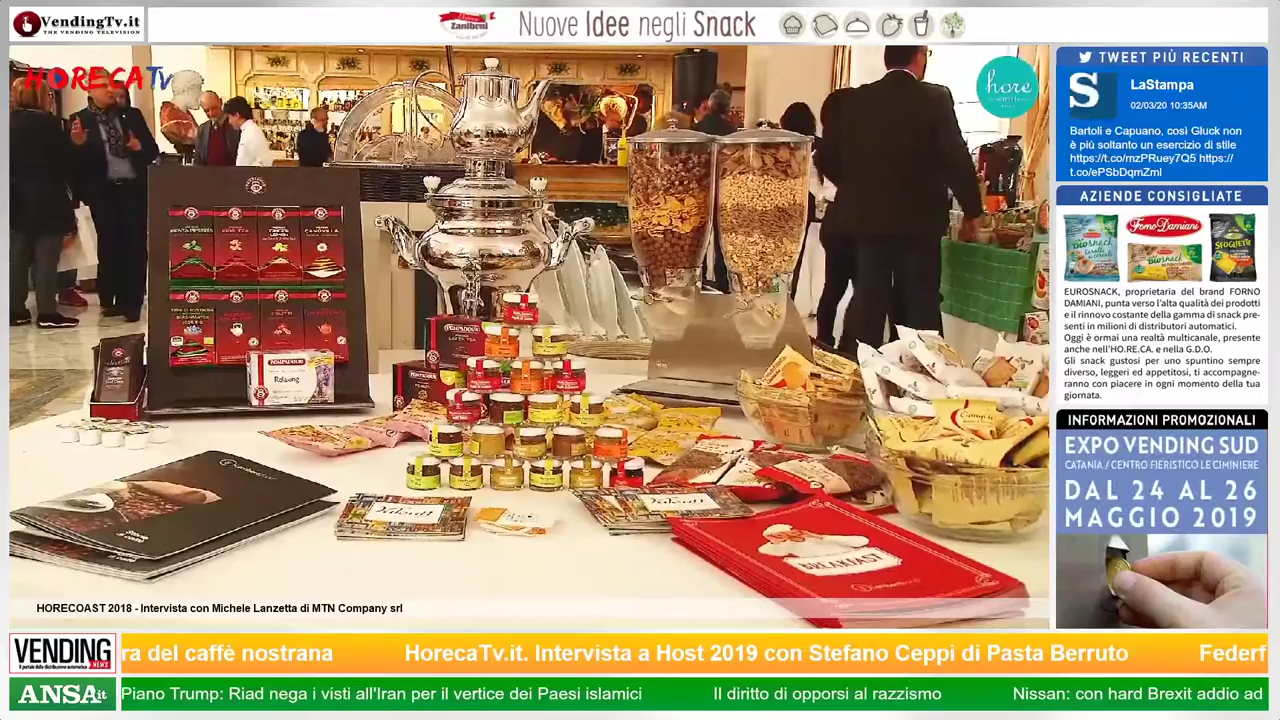 VendingTv.it
THE VENDING TELEVISION
Zaniboni
Nuove Idee negli Snack
HORECATV
hore
TWEET PIÙ RECENTI
LaStampa
02/03/20 10:35AM
Bartoli e Capuano, così Gluck non
è più soltanto un esercizio di stile
https://t.co/mzPRuey7Q5 https://
t.co/ePSbDqmZml
AZIENDE CONSIGLIATE
Forno Damiani
Biosnack
Biosnack
SFOGLIETTE
EUROSNACK, proprietaria del brand FORNO
DAMIANI, punta verso l'alta qualità dei prodotti
e il rinnovo costante della gamma di snack pre-
senti in milioni di distributori automatici.
Oggi è ormai una realtà multicanale, presente
anche nell'HO.RE.CA. e nella G.D.O.
Gli snack gustosi per uno spuntino sempre
diverso, leggeri ed appetitosi, ti accompagne-
ranno con piacere in ogni momento della tua
giornata.
INFORMAZIONI PROMOZIONALI
EXPO VENDING SUD
CATANIA / CENTRO FIERISTICO LE CIMINIERE
DAL 24 AL 26
MAGGIO 2019
CAMOMILLA
POMPADOUR
POMPADOUR
Relaxing
BREAKFAST
HORECOAST 2018 - Intervista con Michele Lanzetta di MTN Company srl
VENDING
NEWS
ra del caffè nostrana HorecaTv.it. Intervista a Host 2019 con Stefano Ceppi di Pasta Berruto Federf
ANSA.it
Piano Trump: Riad nega i visti all'Iran per il vertice dei Paesi islamici Il diritto di opporsi al razzismo Nissan: con hard Brexit addio ad